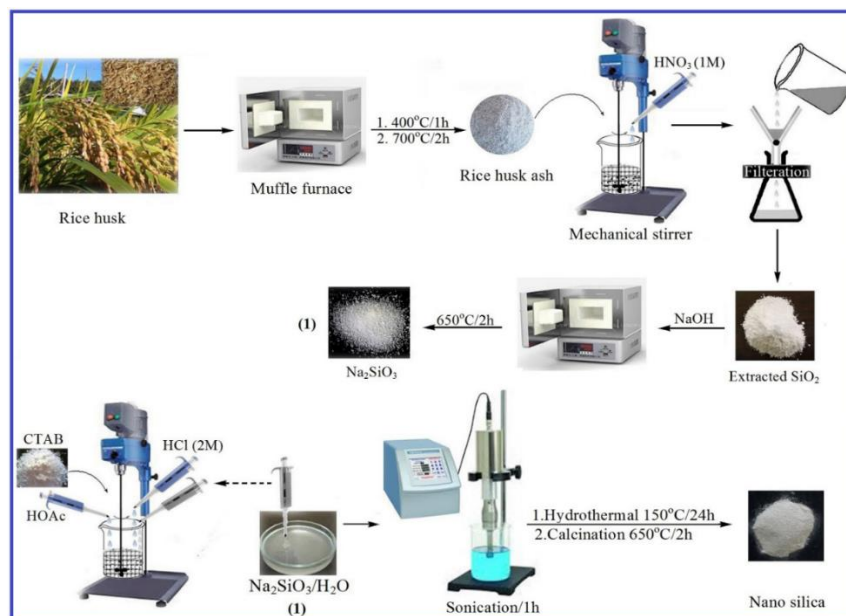 HNO₃ (1M)
1. 400°C/1h
2. 700°C/2h
Rice husk
Muffle furnace
Rice husk ash
Mechanical stirrer
Filteration
(1)
650°C/2h
NaOH
Na₂SiO₃
Extracted SiO₂
CTAB
HCl (2M)
HOAc
1.Hydrothermal 150°C/24h
2.Calcination 650°C/2h
Na₂SiO₃/H₂O
(1)
Sonication/1h
Nano silica